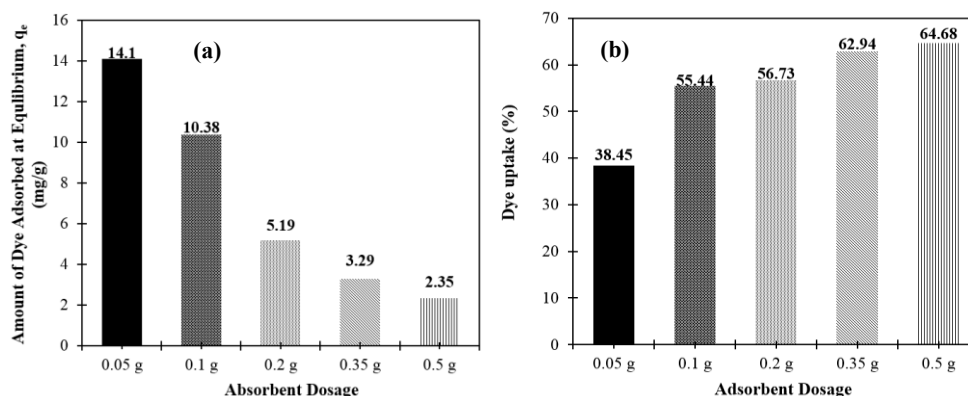 Amount of Dye Adsorbed at Equlibrium, qe
(mg/g)
16
14
12
10
8
6
4
2
0
(a)
14.1
10.38
5.19
3.29
2.35
0.05 g
0.1 g
0.2 g
0.35 g
0.5 g
Absorbent Dosage
Dye uptake (%)
70
60
50
40
30
20
10
0
(b)
38.45
55.44
56.73
62.94
64.68
0.05 g
0.1 g
0.2 g
0.35 g
0.5 g
Adsorbent Dosage